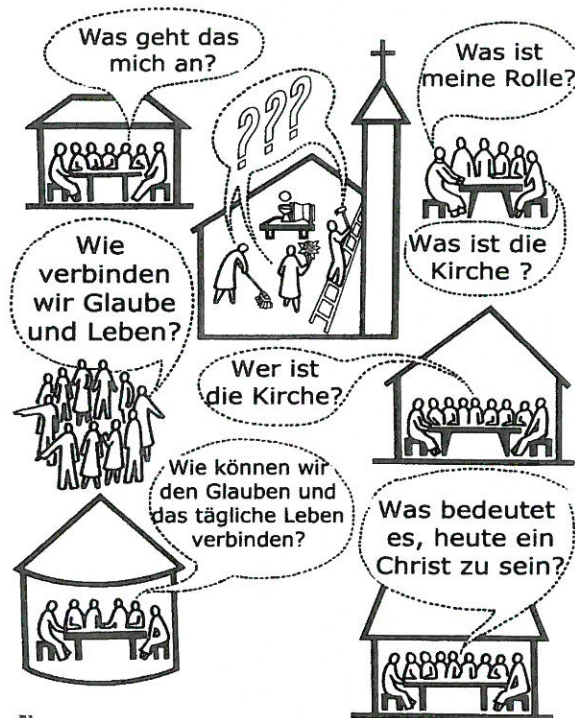 Was geht das
mich an?
???
Was ist
meine Rolle?
Was ist die
Kirche ?
Wie
verbinden
wir Glaube
und Leben?
Wer ist
die Kirche?
Wie können wir
den Glauben und
das tägliche Leben
verbinden?
Was bedeutet
es, heute ein
Christ zu sein?